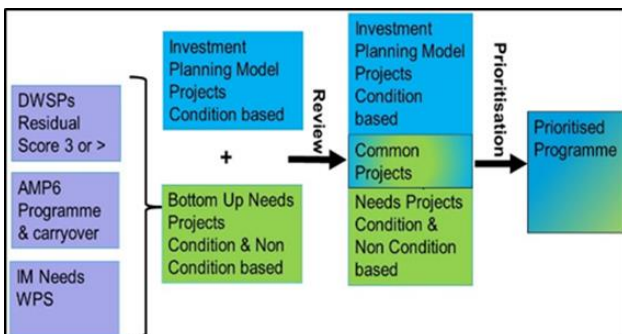 DWSPs
Residual
Score 3 or >
AMP6
Programme
& carryover
IM Needs
WPS
Investment
Planning Model
Projects
Condition based
+
Bottom Up Needs
Projects
Condition & Non
Condition based
Review
Investment
Planning Model
Projects
Condition
based
Common
Projects
Needs Projects
Condition &
Non Condition
based
Prioritisation
Prioritised
Programme